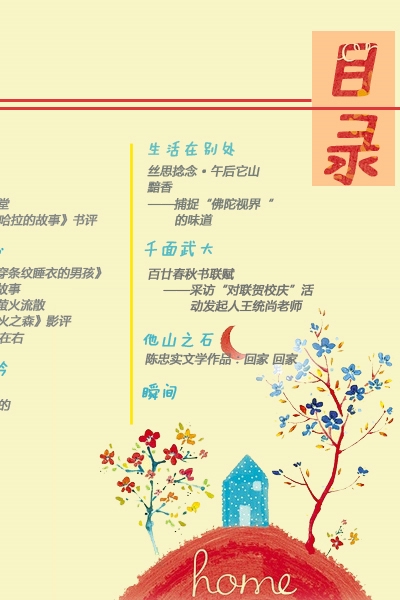 目录
生活在别处
丝思捻念·午后它山
黯香
——捕捉“佛陀视界“
的味道
千面武大
百廿春秋书联赋
——采访“对联贺校庆”活
动发起人王统尚老师
他山之石
陈忠实文学作品：回家 回家
瞬间
堂
哈拉的故事》书评
穿条纹睡衣的男孩》
故事
萤火流散
火之森》影评
在右
的
home